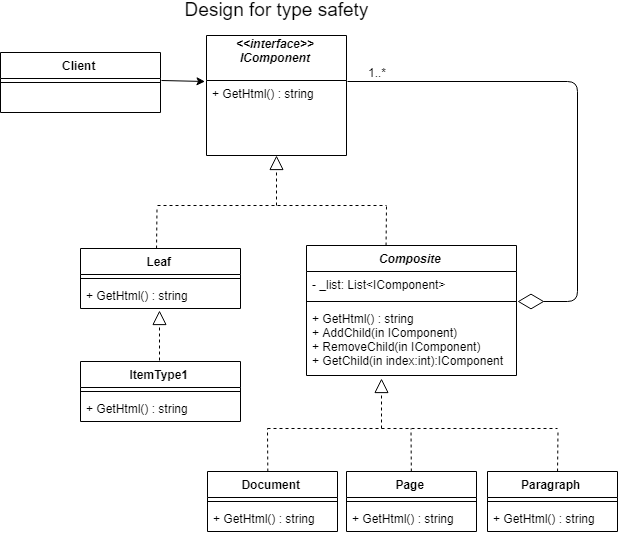 Design for type safety
<<interface>>
IComponent
+ GetHtml() : string
Client
1..*
Leaf
+ GetHtml() : string
Composite
- _list: List<IComponent>
+ GetHtml() : string
+ AddChild(in IComponent)
+ RemoveChild(in IComponent)
+ GetChild(in index:int):IComponent
ItemType1
+ GetHtml() : string
Document
+ GetHtml() : string
Page
+ GetHtml() : string
Paragraph
+ GetHtml() : string